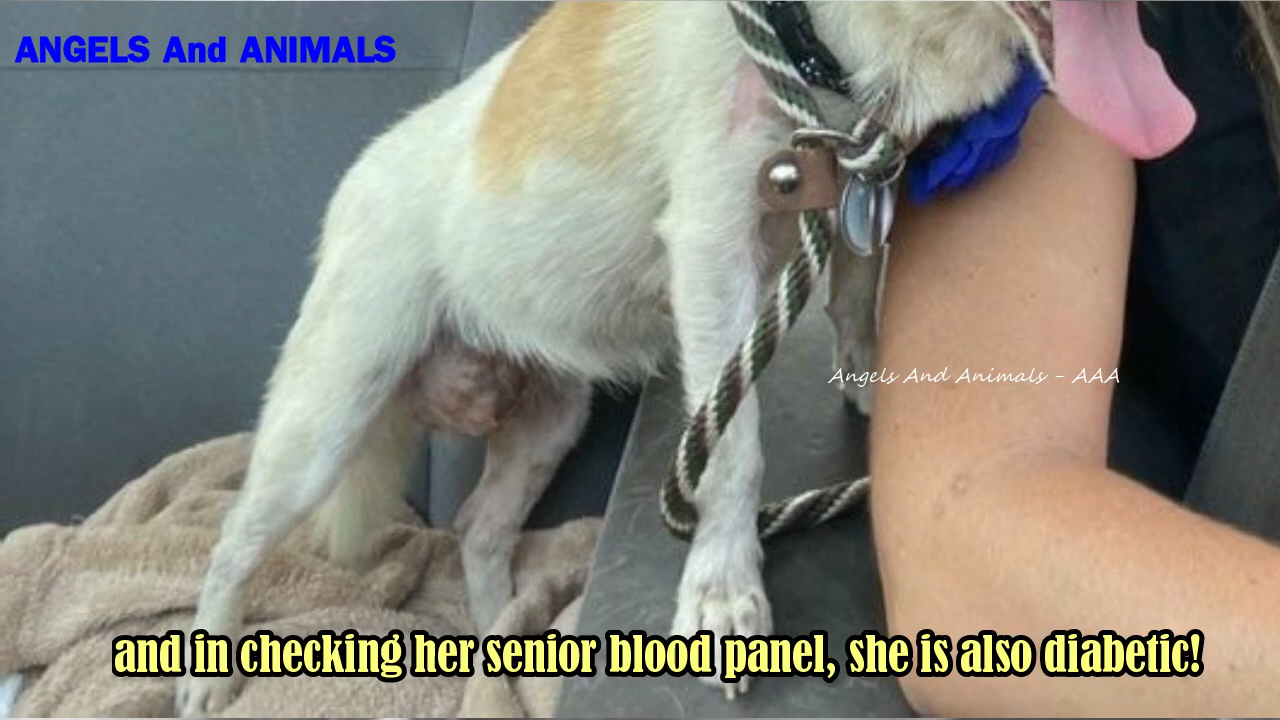 ANGELS And ANIMALS
Angels And Animals - AAA
and in checking her senior blood panel, she is also diabetic!